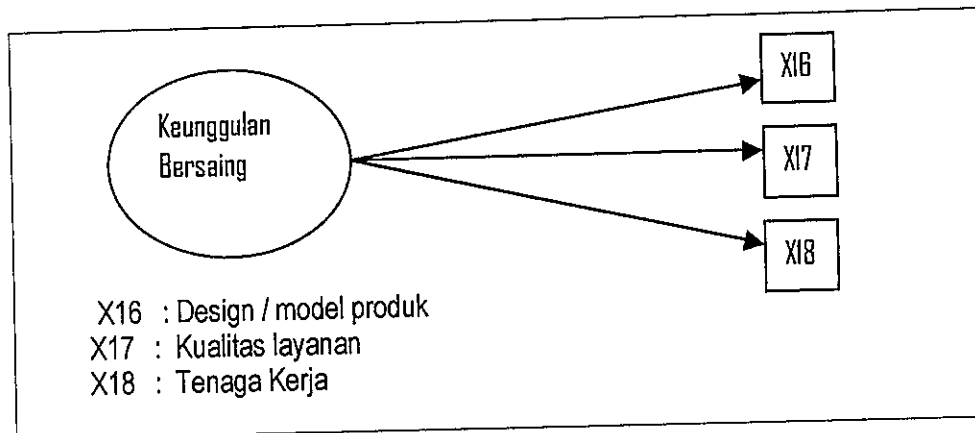 Keunggulan
Bersaing
X16
X17
X18
X16 : Design / model produk
X17 : Kualitas layanan
X18 : Tenaga Kerja